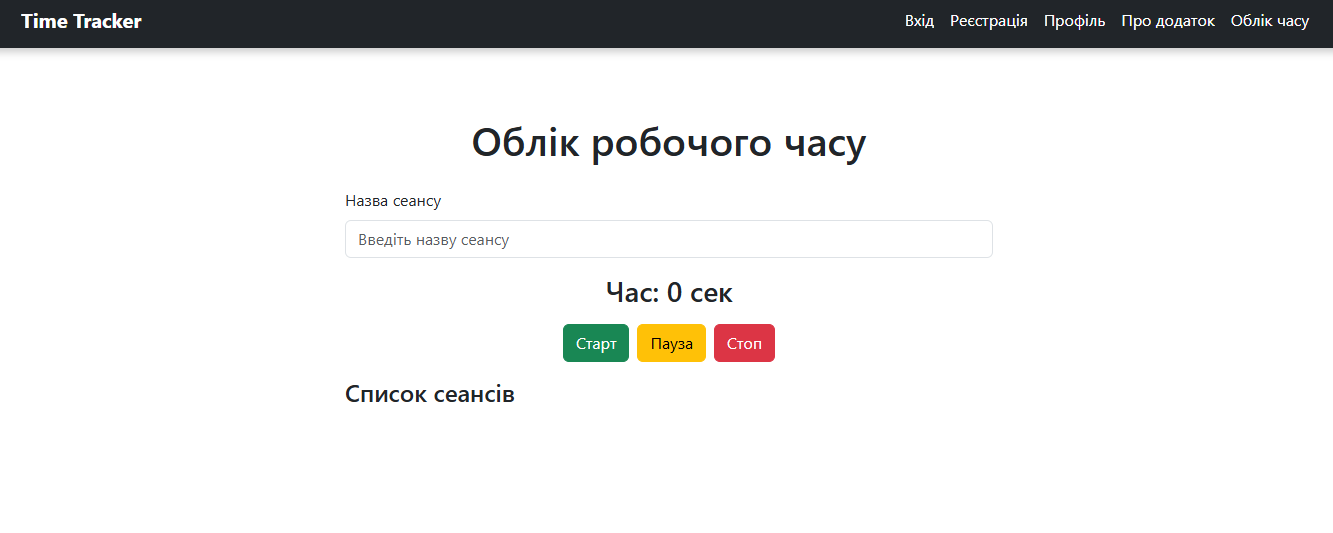 Time Tracker Вхід Реєстрація Профіль Про додаток Облік часу
Облік робочого часу
Назва сеансу
Введіть назву сеансу
Час: 0 сек
Старт Пауза Стоп
Список сеансів